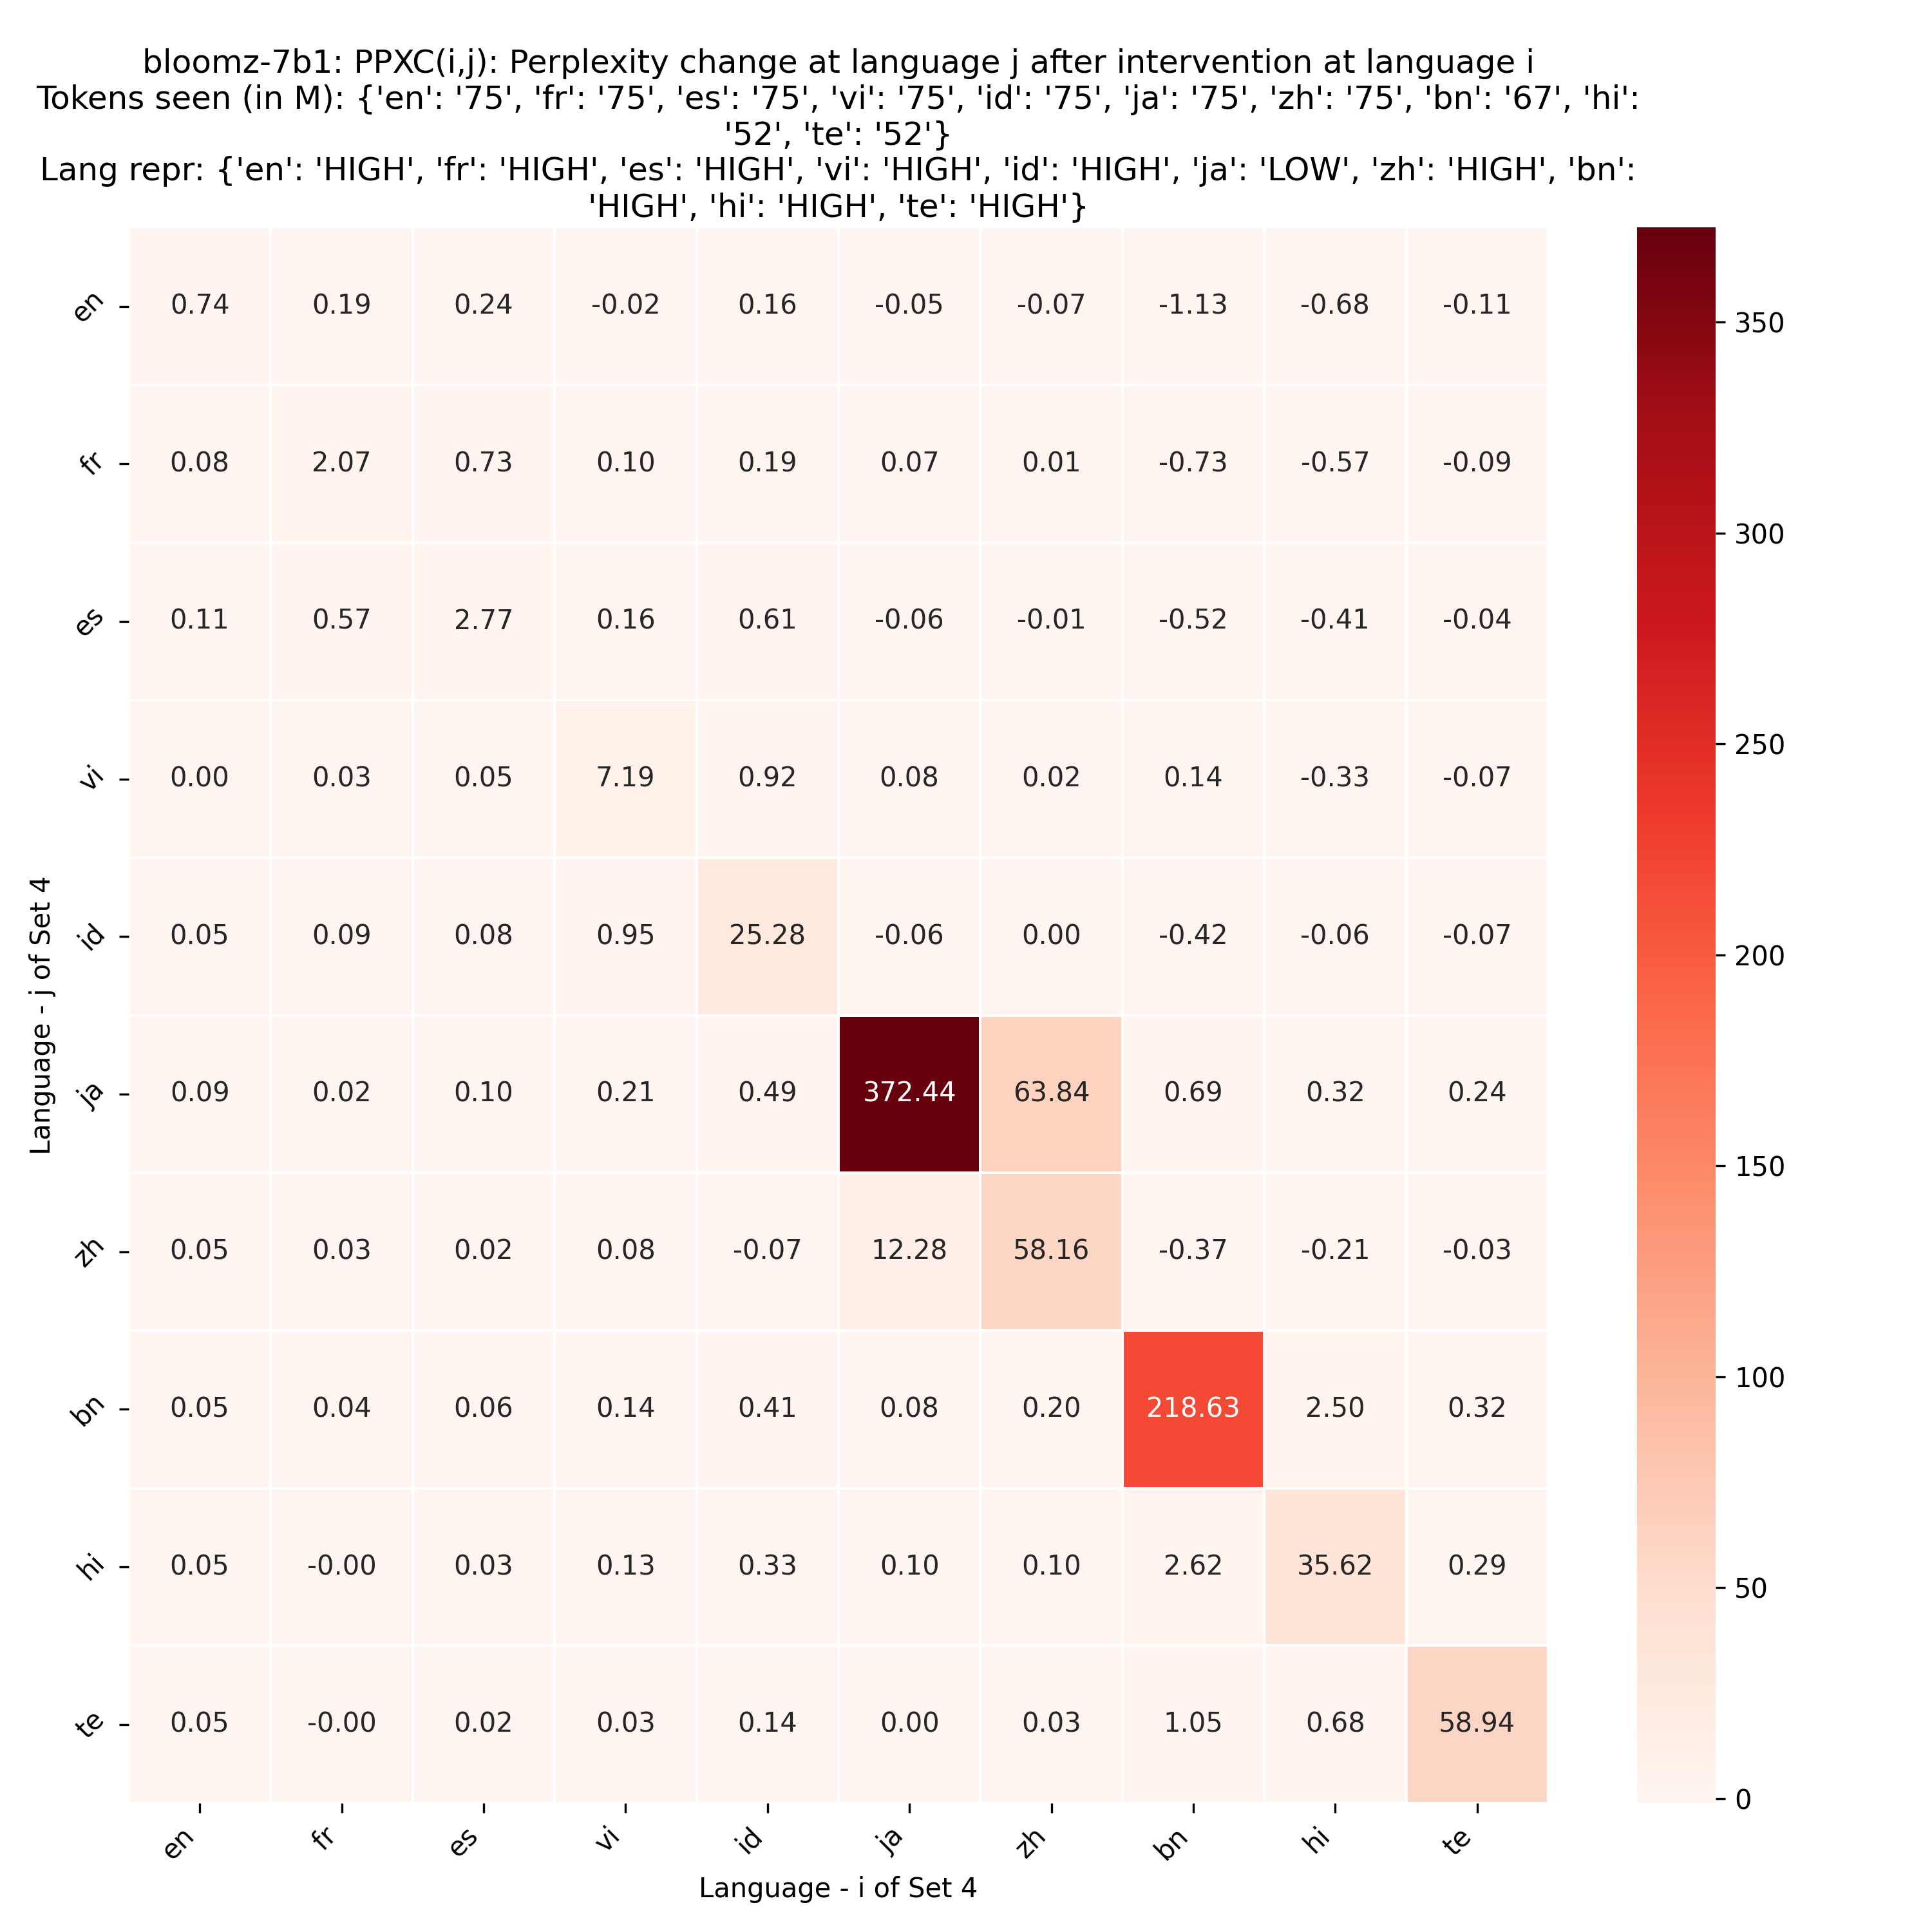 bloomz-7b1: PPXC(i,j): Perplexity change at language j after intervention at language i
Tokens seen (in M): {'en': '75', 'fr': '75', 'es': '75', 'vi': '75', 'id': '75', 'ja': '75', 'zh': '75', 'bn': '67', 'hi':
'52', 'te': '52'}
Lang repr: {'en': 'HIGH', 'fr': 'HIGH', 'es': 'HIGH', 'vi': 'HIGH', 'id': 'HIGH', 'ja': 'LOW', 'zh': 'HIGH', 'bn':
'HIGH', 'hi': 'HIGH', 'te': 'HIGH'}
en 0.74 0.19 0.24 -0.02 0.16 -0.05 -0.07 -1.13 -0.68 -0.11
fr 0.08 2.07 0.73 0.10 0.19 0.07 0.01 -0.73 -0.57 -0.09
es 0.11 0.57 2.77 0.16 0.61 -0.06 -0.01 -0.52 -0.41 -0.04
vi 0.00 0.03 0.05 7.19 0.92 0.08 0.02 0.14 -0.33 -0.07
id 0.05 0.09 0.08 0.95 25.28 -0.06 0.00 -0.42 -0.06 -0.07
ja 0.09 0.02 0.10 0.21 0.49 372.44 63.84 0.69 0.32 0.24
zh 0.05 0.03 0.02 0.08 -0.07 12.28 58.16 -0.37 -0.21 -0.03
bn 0.05 0.04 0.06 0.14 0.41 0.08 0.20 218.63 2.50 0.32
hi 0.05 -0.00 0.03 0.13 0.33 0.10 0.10 2.62 35.62 0.29
te 0.05 -0.00 0.02 0.03 0.14 0.00 0.03 1.05 0.68 58.94
en fr es vi id ja zh bn hi te
Language - i of Set 4
Language - j of Set 4
350
300
250
200
150
100
50
0